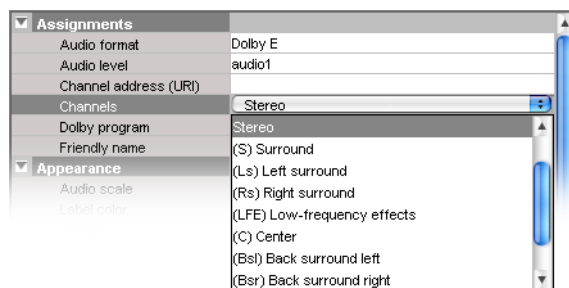 Assignments
Audio format Dolby E
Audio level audio1
Channel address (URI)
Channels Stereo
Dolby program Stereo
Friendly name (S) Surround
Appearance (Ls) Left surround
Audio scale (Rs) Right surround
Label color (LFE) Low-frequency effects
(C) Center
(Bsl) Back surround left
(Bsr) Back surround right